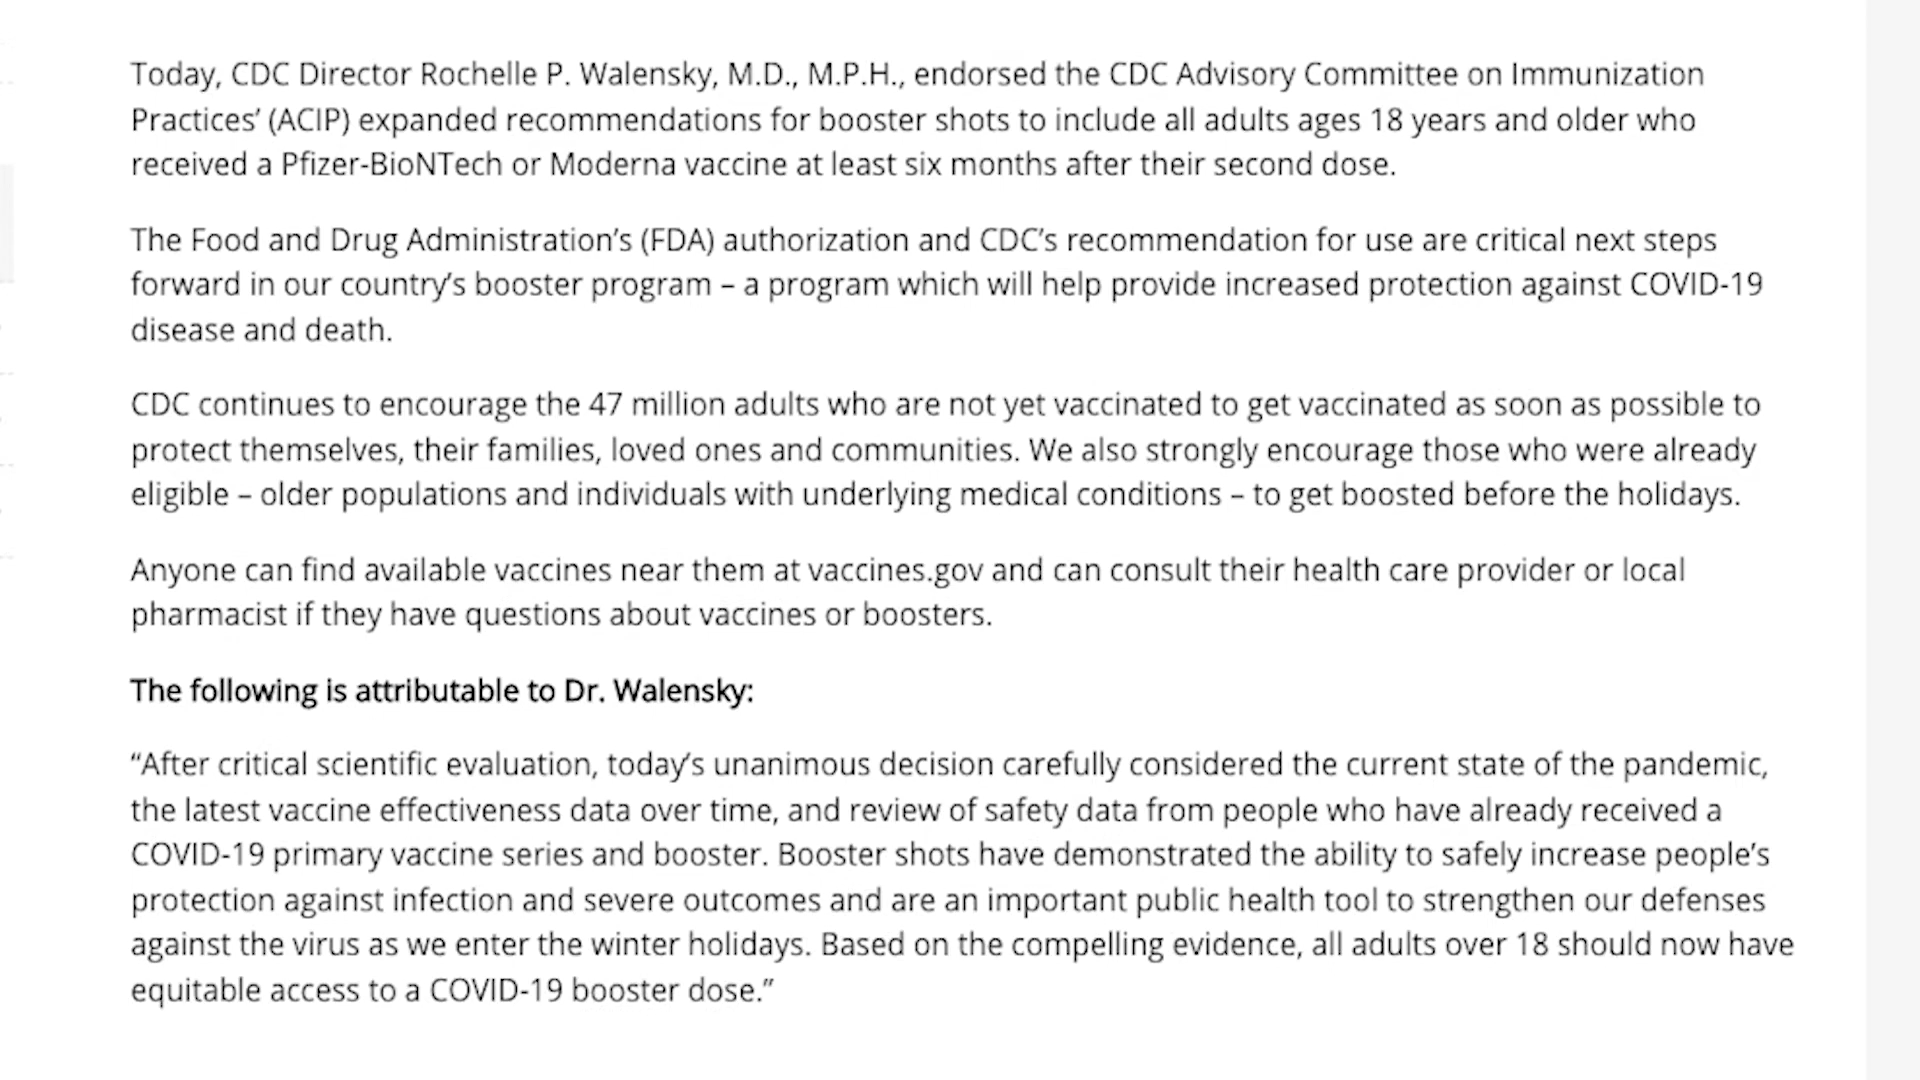 Today, CDC Director Rochelle P. Walensky, M.D., M.P.H., endorsed the CDC Advisory Committee on Immunization
Practices’ (ACIP) expanded recommendations for booster shots to include all adults ages 18 years and older who
received a Pfizer-BioNTech or Moderna vaccine at least six months after their second dose.
The Food and Drug Administration’s (FDA) authorization and CDC’s recommendation for use are critical next steps
forward in our country’s booster program – a program which will help provide increased protection against COVID-19
disease and death.
CDC continues to encourage the 47 million adults who are not yet vaccinated to get vaccinated as soon as possible to
protect themselves, their families, loved ones and communities. We also strongly encourage those who were already
eligible – older populations and individuals with underlying medical conditions – to get boosted before the holidays.
Anyone can find available vaccines near them at vaccines.gov and can consult their health care provider or local
pharmacist if they have questions about vaccines or boosters.
The following is attributable to Dr. Walensky:
“After critical scientific evaluation, today’s unanimous decision carefully considered the current state of the pandemic,
the latest vaccine effectiveness data over time, and review of safety data from people who have already received a
COVID-19 primary vaccine series and booster. Booster shots have demonstrated the ability to safely increase people’s
protection against infection and severe outcomes and are an important public health tool to strengthen our defenses
against the virus as we enter the winter holidays. Based on the compelling evidence, all adults over 18 should now have
equitable access to a COVID-19 booster dose.”